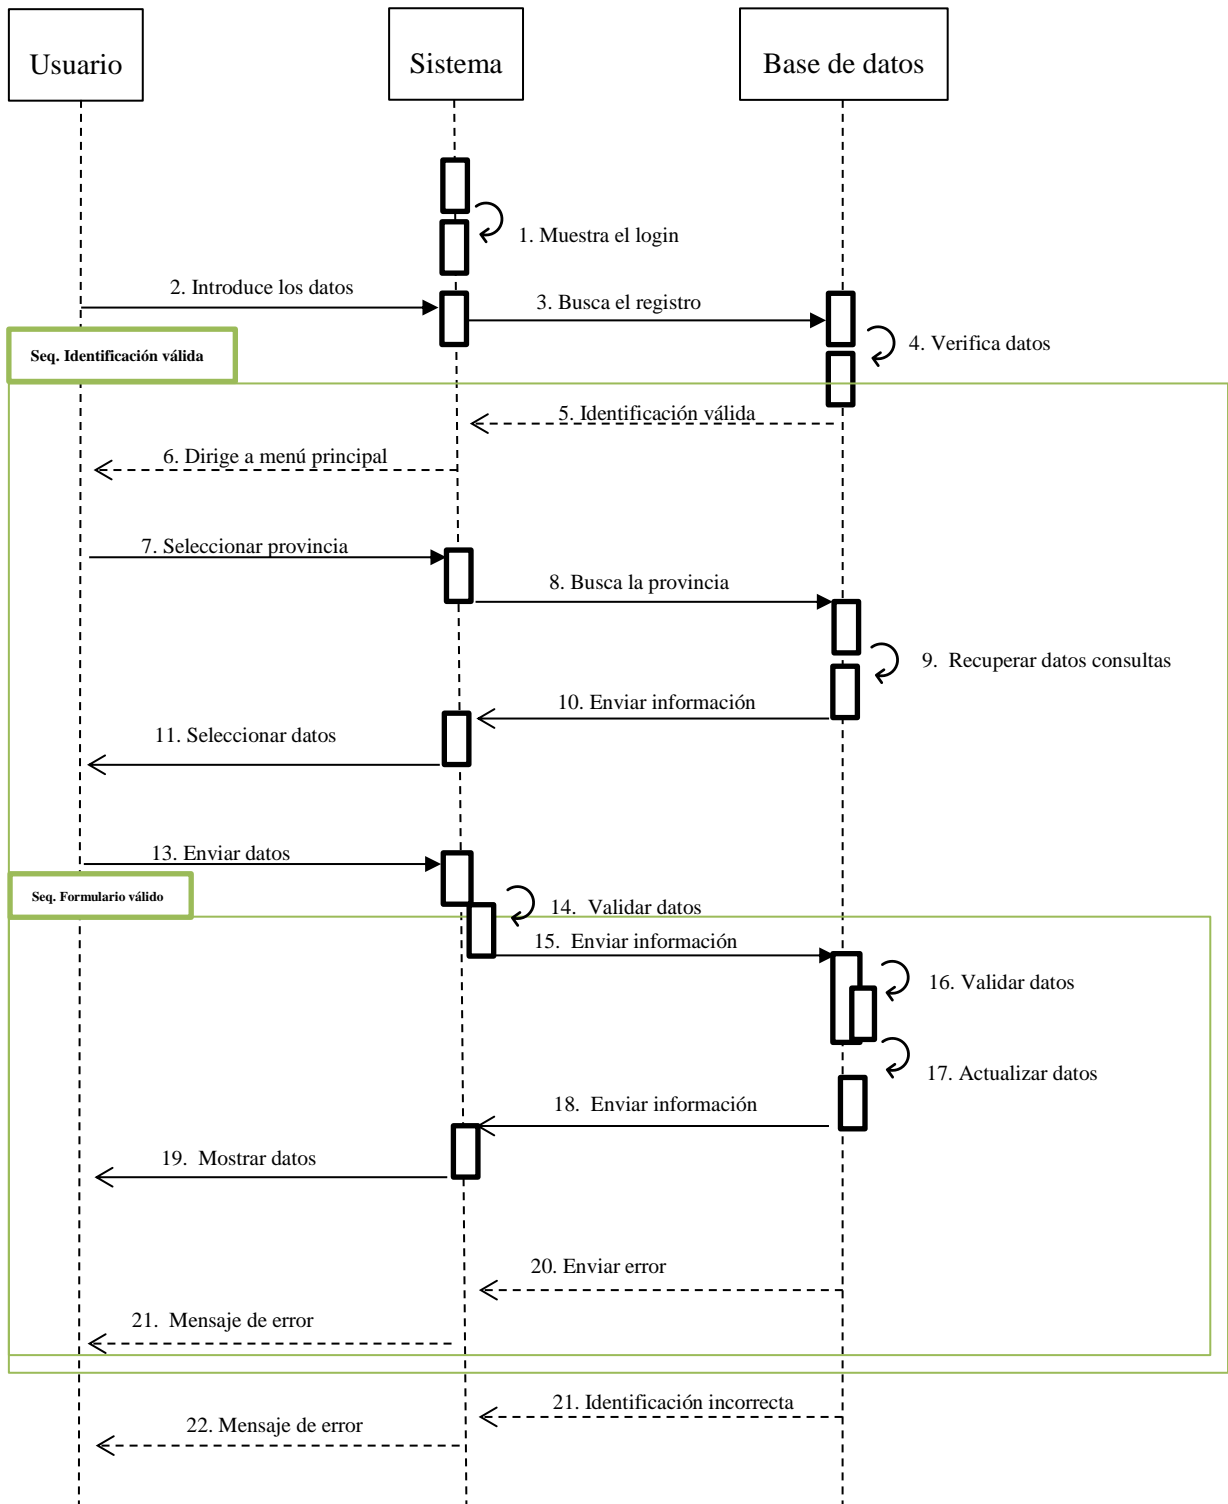 Usuario
Sistema
Base de datos
1. Muestra el login
2. Introduce los datos
3. Busca el registro
4. Verifica datos
Seq. Identificación válida
5. Identificación válida
6. Dirige a menú principal
7. Seleccionar provincia
8. Busca la provincia
9. Recuperar datos consultas
10. Enviar información
11. Seleccionar datos
13. Enviar datos
Seq. Formulario válido
14. Validar datos
15. Enviar información
16. Validar datos
17. Actualizar datos
18. Enviar información
19. Mostrar datos
20. Enviar error
21. Mensaje de error
21. Identificación incorrecta
22. Mensaje de error